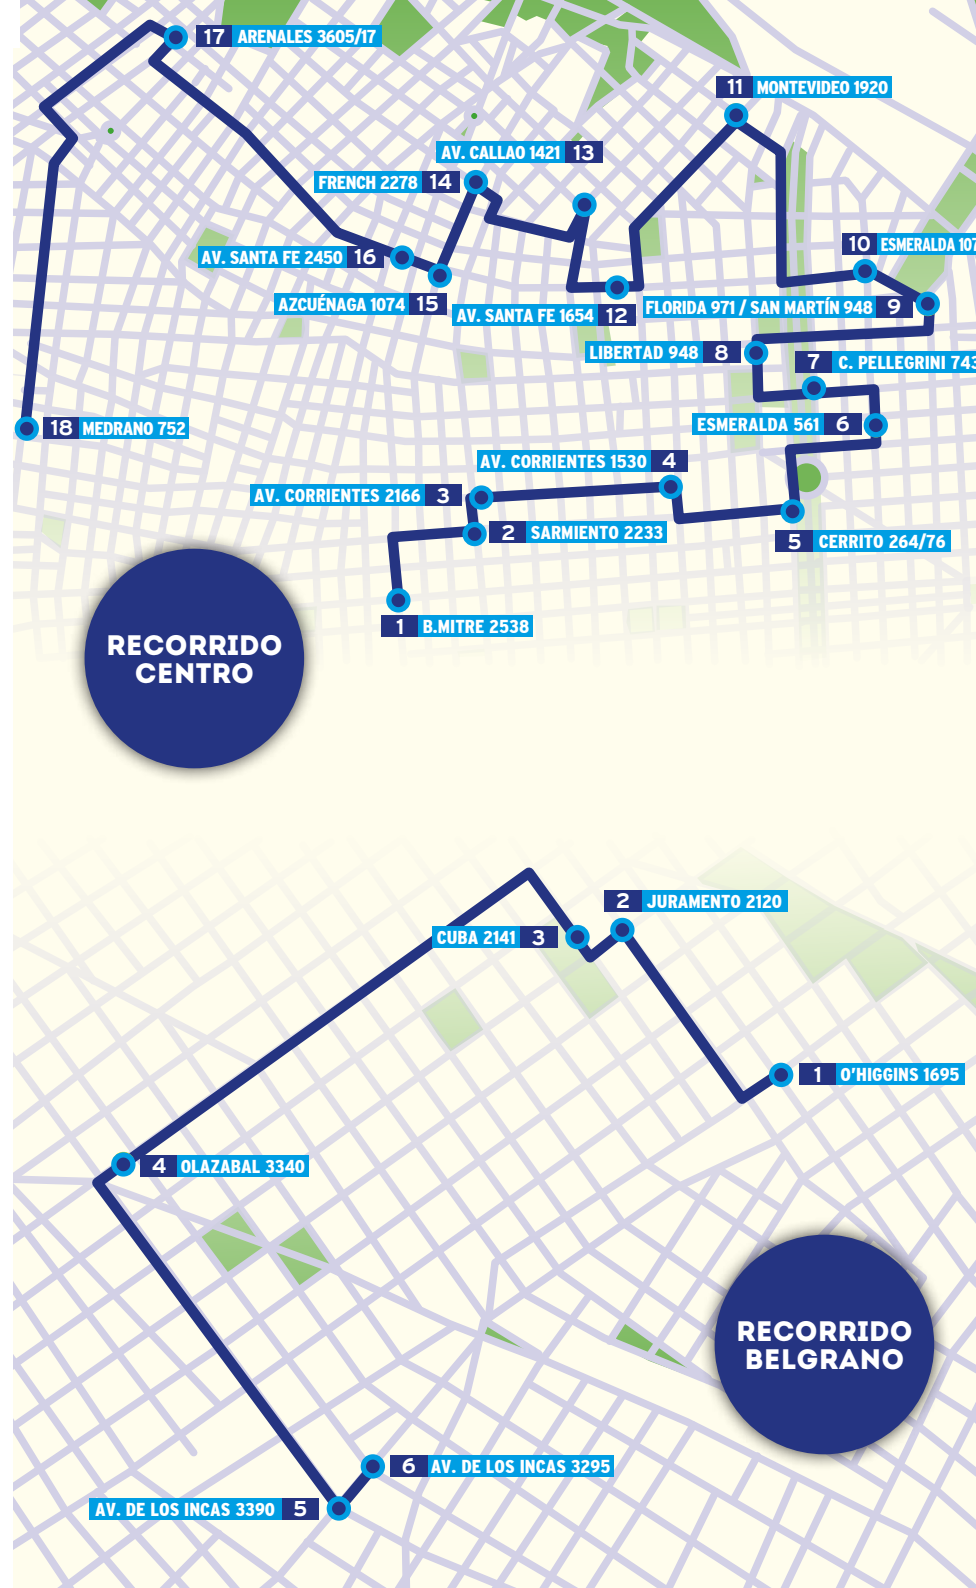 17 ARENALES 3605/17
11 MONTEVIDEO 1920
AV. CALLAO 1421 13
FRENCH 2278 14
10 ESMERALDA 107
AV. SANTA FE 2450 16
AZCUÉNAGA 1074 15
AV. SANTA FE 1654 12
FLORIDA 971 / SAN MARTÍN 948 9
LIBERTAD 948 8
7 C. PELLEGRINI 743
18 MEDRANO 752
ESMERALDA 561 6
AV. CORRIENTES 1530 4
AV. CORRIENTES 2166 3
2 SARMIENTO 2233
5 CERRITO 264/76
1 B.MITRE 2538
RECORRIDO
CENTRO
2 JURAMENTO 2120
CUBA 2141 3
1 O'HIGGINS 1695
4 OLAZABAL 3340
RECORRIDO
BELGRANO
6 AV. DE LOS INCAS 3295
AV. DE LOS INCAS 3390 5